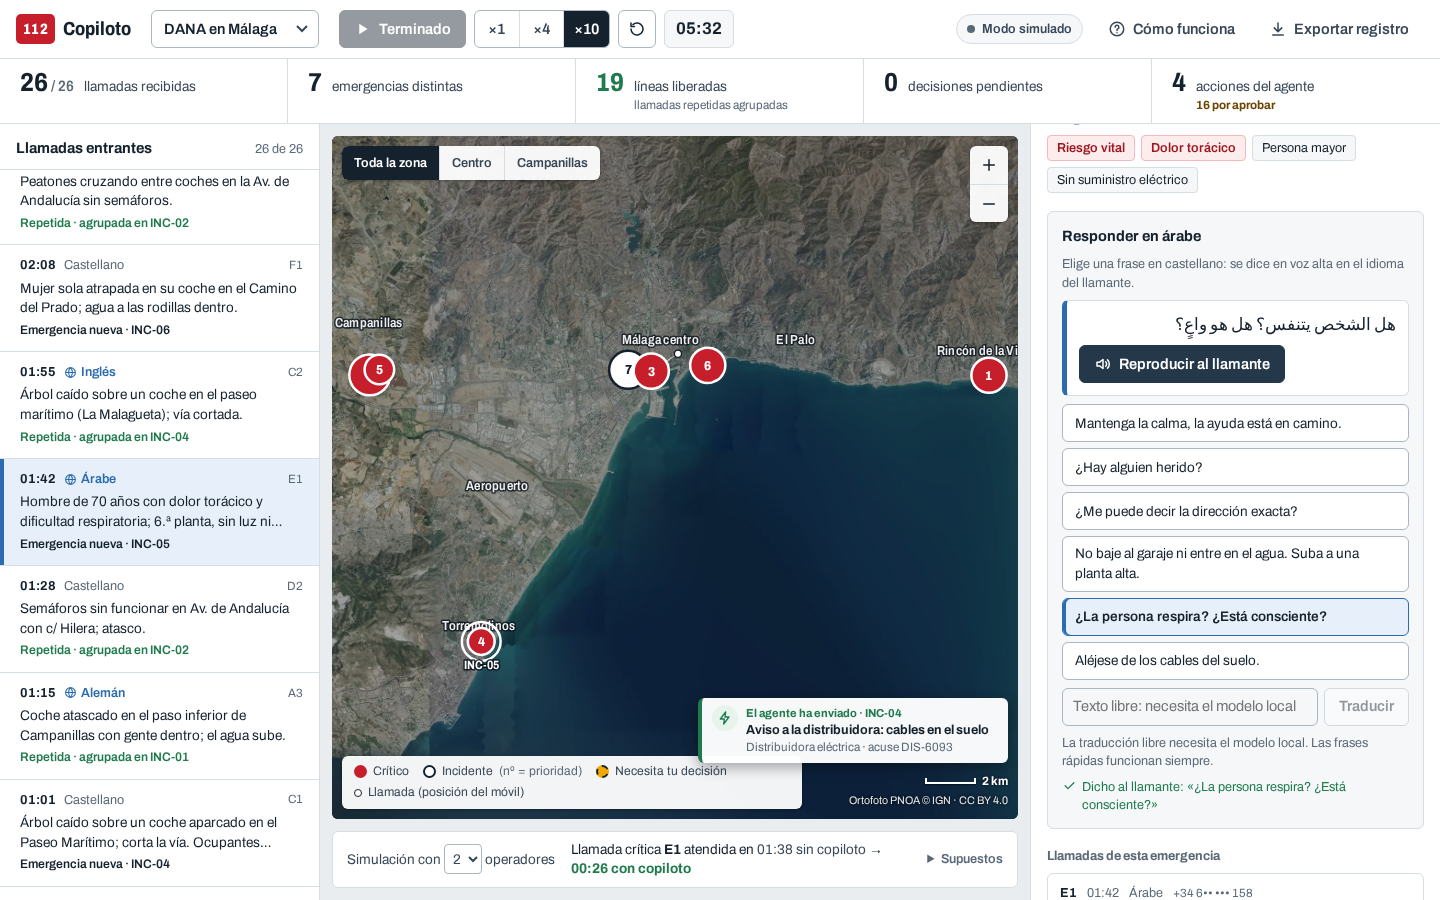 112 Copiloto
DANA en Málaga
Terminado
×1 ×4 ×10
05:32
Modo simulado
Cómo funciona
Exportar registro
26 / 26 llamadas recibidas
7 emergencias distintas
19 líneas liberadas
llamadas repetidas agrupadas
0 decisiones pendientes
4 acciones del agente
16 por aprobar
Llamadas entrantes
26 de 26
Peatones cruzando entre coches en la Av. de
Andalucía sin semáforos.
Repetida · agrupada en INC-02
02:08 Castellano F1
Mujer sola atrapada en su coche en el Camino
del Prado; agua a las rodillas dentro.
Emergencia nueva · INC-06
01:55 Inglés C2
Árbol caído sobre un coche en el paseo
marítimo (La Malagueta); vía cortada.
Repetida · agrupada en INC-04
01:42 Árabe E1
Hombre de 70 años con dolor torácico y
dificultad respiratoria; 6.ª planta, sin luz ni...
Emergencia nueva · INC-05
01:28 Castellano D2
Semáforos sin funcionar en Av. de Andalucía
con c/ Hilera; atasco.
Repetida · agrupada en INC-02
01:15 Alemán A3
Coche atascado en el paso inferior de
Campanillas con gente dentro; el agua sube.
Repetida · agrupada en INC-01
01:01 Castellano C1
Árbol caído sobre un coche aparcado en el
Paseo Marítimo; corta la vía. Ocupantes...
Emergencia nueva · INC-04
Toda la zona Centro Campanillas
+
−
Campanillas
5
Málaga centro
El Palo
Rincón de la Vi
7 3 6 1
Aeropuerto
Torremolinos
4
INC-05
El agente ha enviado · INC-04
Aviso a la distribuidora: cables en el suelo
Distribuidora eléctrica · acuse DIS-6093
Crítico Incidente (nº = prioridad) Necesita tu decisión
Llamada (posición del móvil)
2 km
Ortofoto PNOA © IGN · CC BY 4.0
Simulación con 2 operadores
Llamada crítica E1 atendida en 01:38 sin copiloto →
00:26 con copiloto
Supuestos
Riesgo vital Dolor torácico Persona mayor
Sin suministro eléctrico
Responder en árabe
Elige una frase en castellano: se dice en voz alta en el idioma
del llamante.
هل الشخص يتنفس؟ هل هو واعٍ؟
Reproducir al llamante
Mantenga la calma, la ayuda está en camino.
¿Hay alguien herido?
¿Me puede decir la dirección exacta?
No baje al garaje ni entre en el agua. Suba a una
planta alta.
¿La persona respira? ¿Está consciente?
Aléjese de los cables del suelo.
Texto libre: necesita el modelo local
Traducir
La traducción libre necesita el modelo local. Las frases
rápidas funcionan siempre.
Dicho al llamante: «¿La persona respira? ¿Está
consciente?»
Llamadas de esta emergencia
E1 01:42 Árabe +34 6•• ••• 158